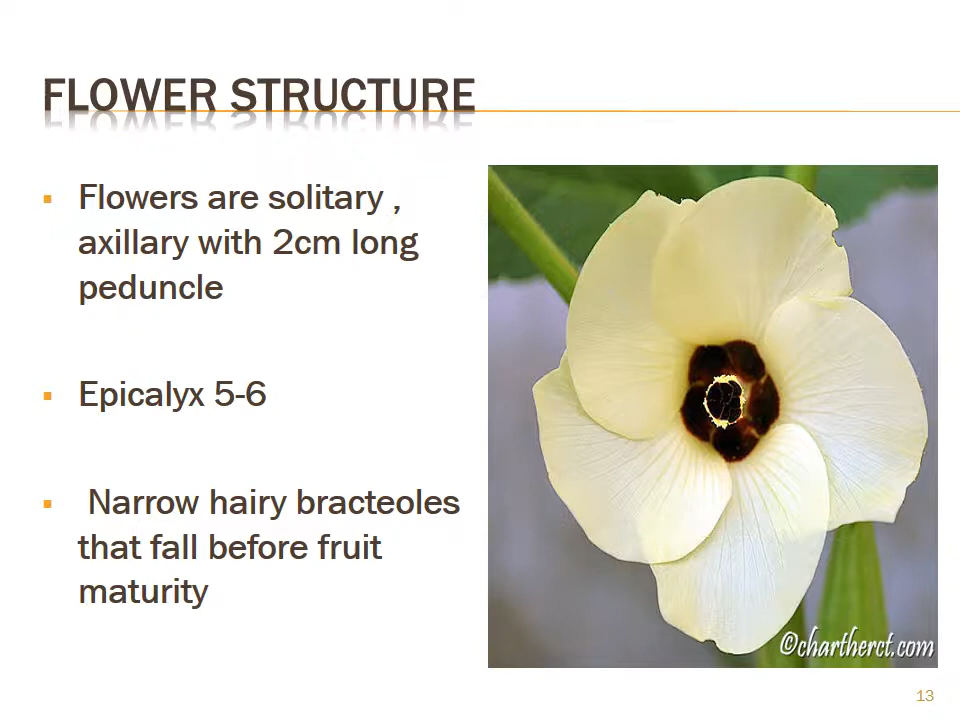 FLOWER STRUCTURE
▪ Flowers are solitary ,
axillary with 2cm long
peduncle
▪ Epicalyx 5-6
▪ Narrow hairy bracteoles
that fall before fruit
maturity
©chartherct.com
13